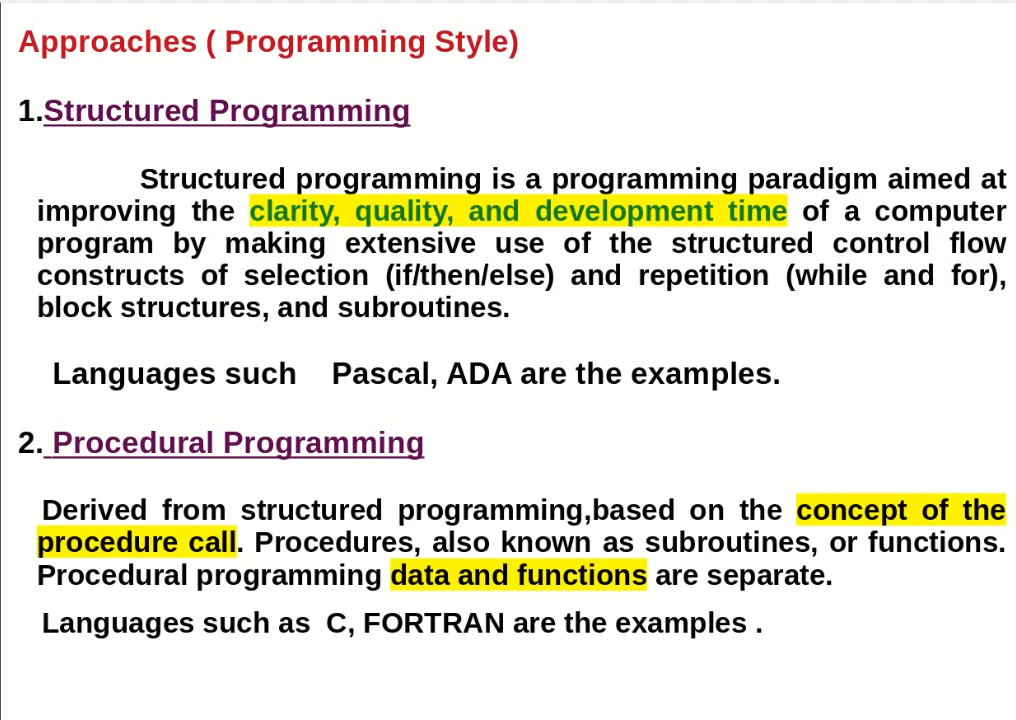 Approaches ( Programming Style)
1.Structured Programming
Structured programming is a programming paradigm aimed at
improving the clarity, quality, and development time of a computer
program by making extensive use of the structured control flow
constructs of selection (if/then/else) and repetition (while and for),
block structures, and subroutines.
Languages such Pascal, ADA are the examples.
2. Procedural Programming
Derived from structured programming,based on the concept of the
procedure call. Procedures, also known as subroutines, or functions.
Procedural programming data and functions are separate.
Languages such as C, FORTRAN are the examples .